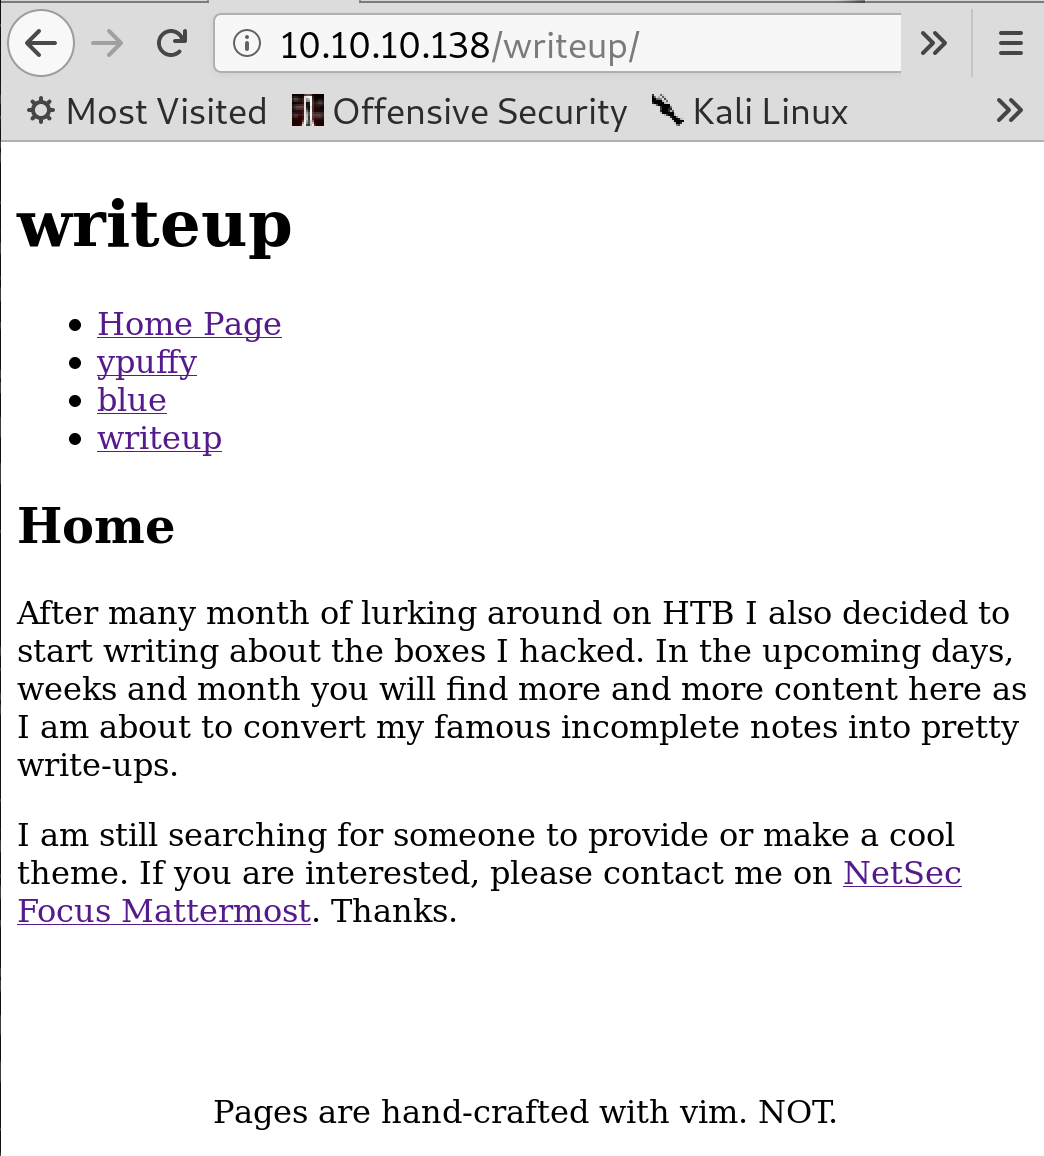 10.10.10.138/writeup/
Most Visited Offensive Security Kali Linux
writeup
Home Page
ypuffy
blue
writeup
Home
After many month of lurking around on HTB I also decided to
start writing about the boxes I hacked. In the upcoming days,
weeks and month you will find more and more content here as
I am about to convert my famous incomplete notes into pretty
write-ups.
I am still searching for someone to provide or make a cool
theme. If you are interested, please contact me on NetSec
Focus Mattermost. Thanks.
Pages are hand-crafted with vim. NOT.